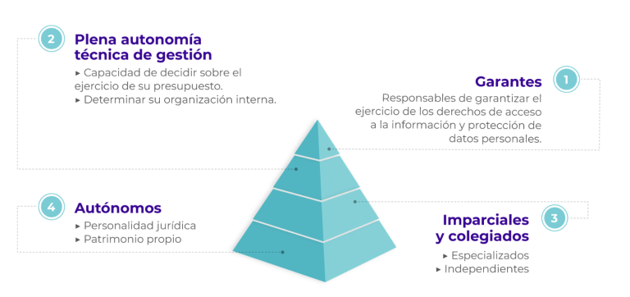 2
Plena autonomía
técnica de gestión
▸ Capacidad de decidir sobre el
ejercicio de su presupuesto.
▸ Determinar su organización interna.
1
Garantes
Responsables de garantizar el
ejercicio de los derechos de acceso
a la información y protección de
datos personales.
4
Autónomos
▸ Personalidad jurídica
▸ Patrimonio propio
3
Imparciales
y colegiados
▸ Especializados
▸ Independientes